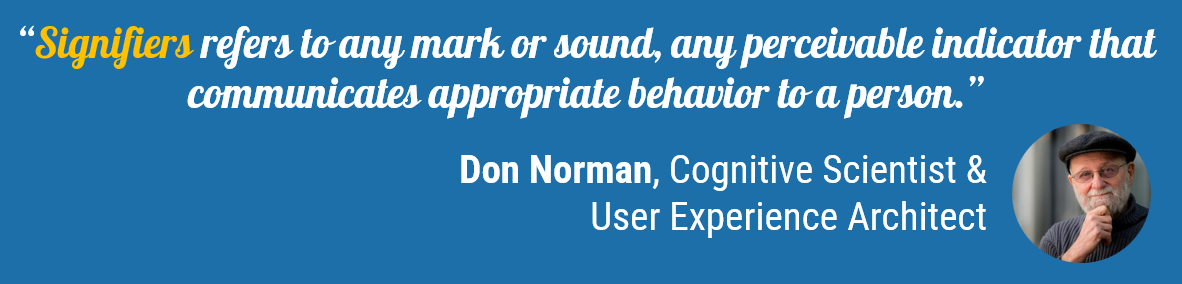 “Signifiers refers to any mark or sound, any perceivable indicator that
communicates appropriate behavior to a person.”
Don Norman, Cognitive Scientist &
User Experience Architect